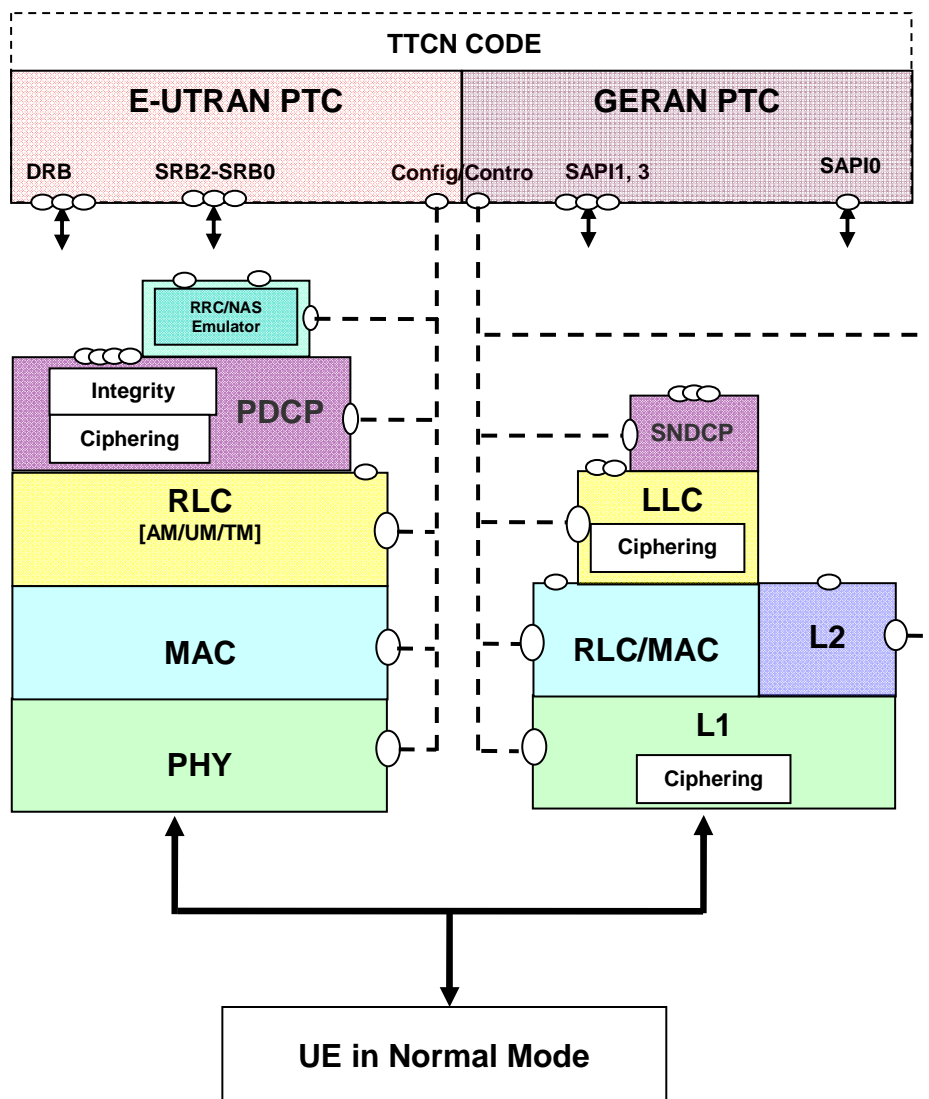 TTCN CODE
E-UTRAN PTC
GERAN PTC
DRB
SRB2-SRB0
Config/Contro
SAPI1, 3
SAPI0
RRC/NAS
Emulator
Integrity
Ciphering
PDCP
SNDCP
RLC
[AM/UM/TM]
LLC
Ciphering
MAC
RLC/MAC
L2
PHY
L1
Ciphering
UE in Normal Mode